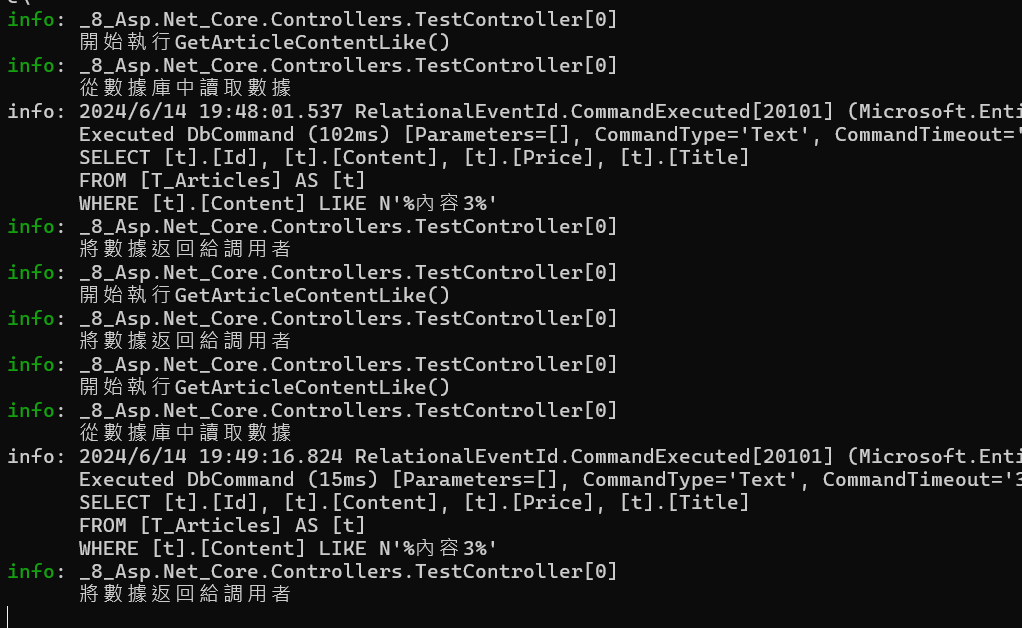 info: _8_Asp.Net_Core.Controllers.TestController[0]
開始執行GetArticleContentLike()
info: _8_Asp.Net_Core.Controllers.TestController[0]
從數據庫中讀取數據
info: 2024/6/14 19:48:01.537 RelationalEventId.CommandExecuted[20101] (Microsoft.Enti
Executed DbCommand (102ms) [Parameters=[], CommandType='Text', CommandTimeout='
SELECT [t].[Id], [t].[Content], [t].[Price], [t].[Title]
FROM [T_Articles] AS [t]
WHERE [t].[Content] LIKE N'%內容3%'
info: _8_Asp.Net_Core.Controllers.TestController[0]
將數據返回給調用者
info: _8_Asp.Net_Core.Controllers.TestController[0]
開始執行GetArticleContentLike()
info: _8_Asp.Net_Core.Controllers.TestController[0]
將數據返回給調用者
info: _8_Asp.Net_Core.Controllers.TestController[0]
開始執行GetArticleContentLike()
info: _8_Asp.Net_Core.Controllers.TestController[0]
從數據庫中讀取數據
info: 2024/6/14 19:49:16.824 RelationalEventId.CommandExecuted[20101] (Microsoft.Enti
Executed DbCommand (15ms) [Parameters=[], CommandType='Text', CommandTimeout='3
SELECT [t].[Id], [t].[Content], [t].[Price], [t].[Title]
FROM [T_Articles] AS [t]
WHERE [t].[Content] LIKE N'%內容3%'
info: _8_Asp.Net_Core.Controllers.TestController[0]
將數據返回給調用者